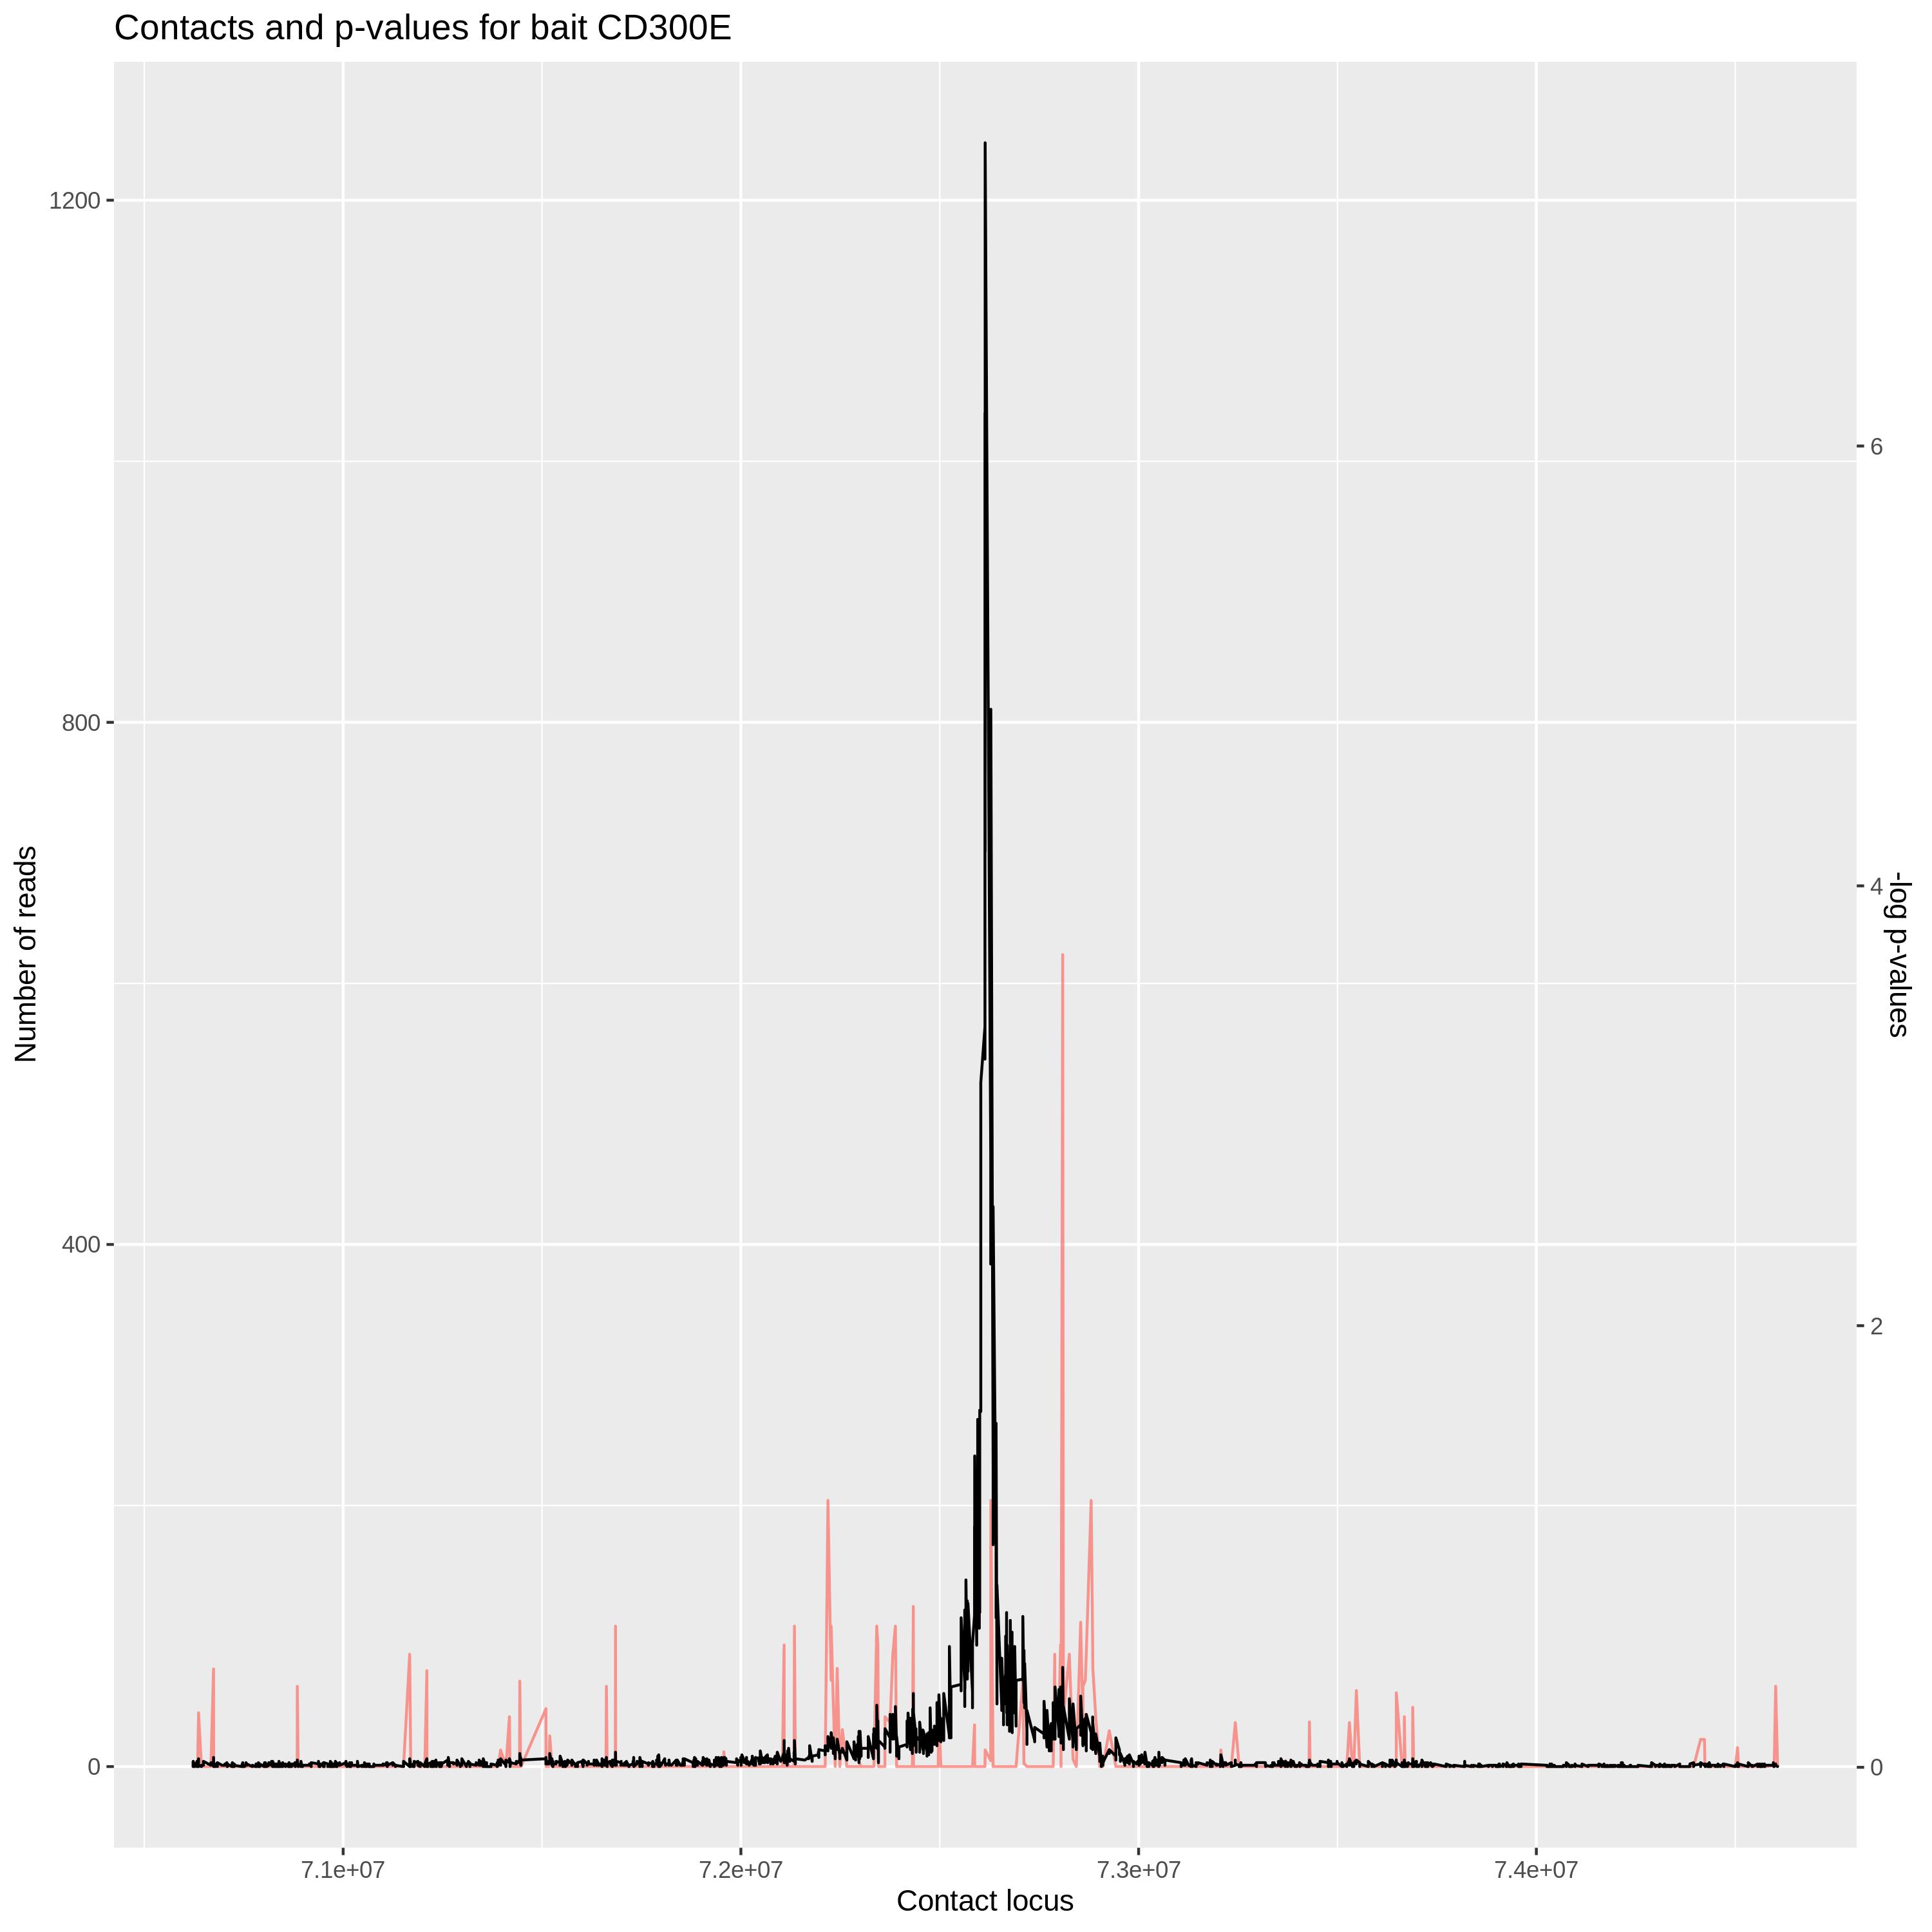 Contacts and p-values for bait CD300E
Number of reads
1200
800
400
0
6
4
2
0
-log p-values
7.1e+07 7.2e+07 7.3e+07 7.4e+07
Contact locus